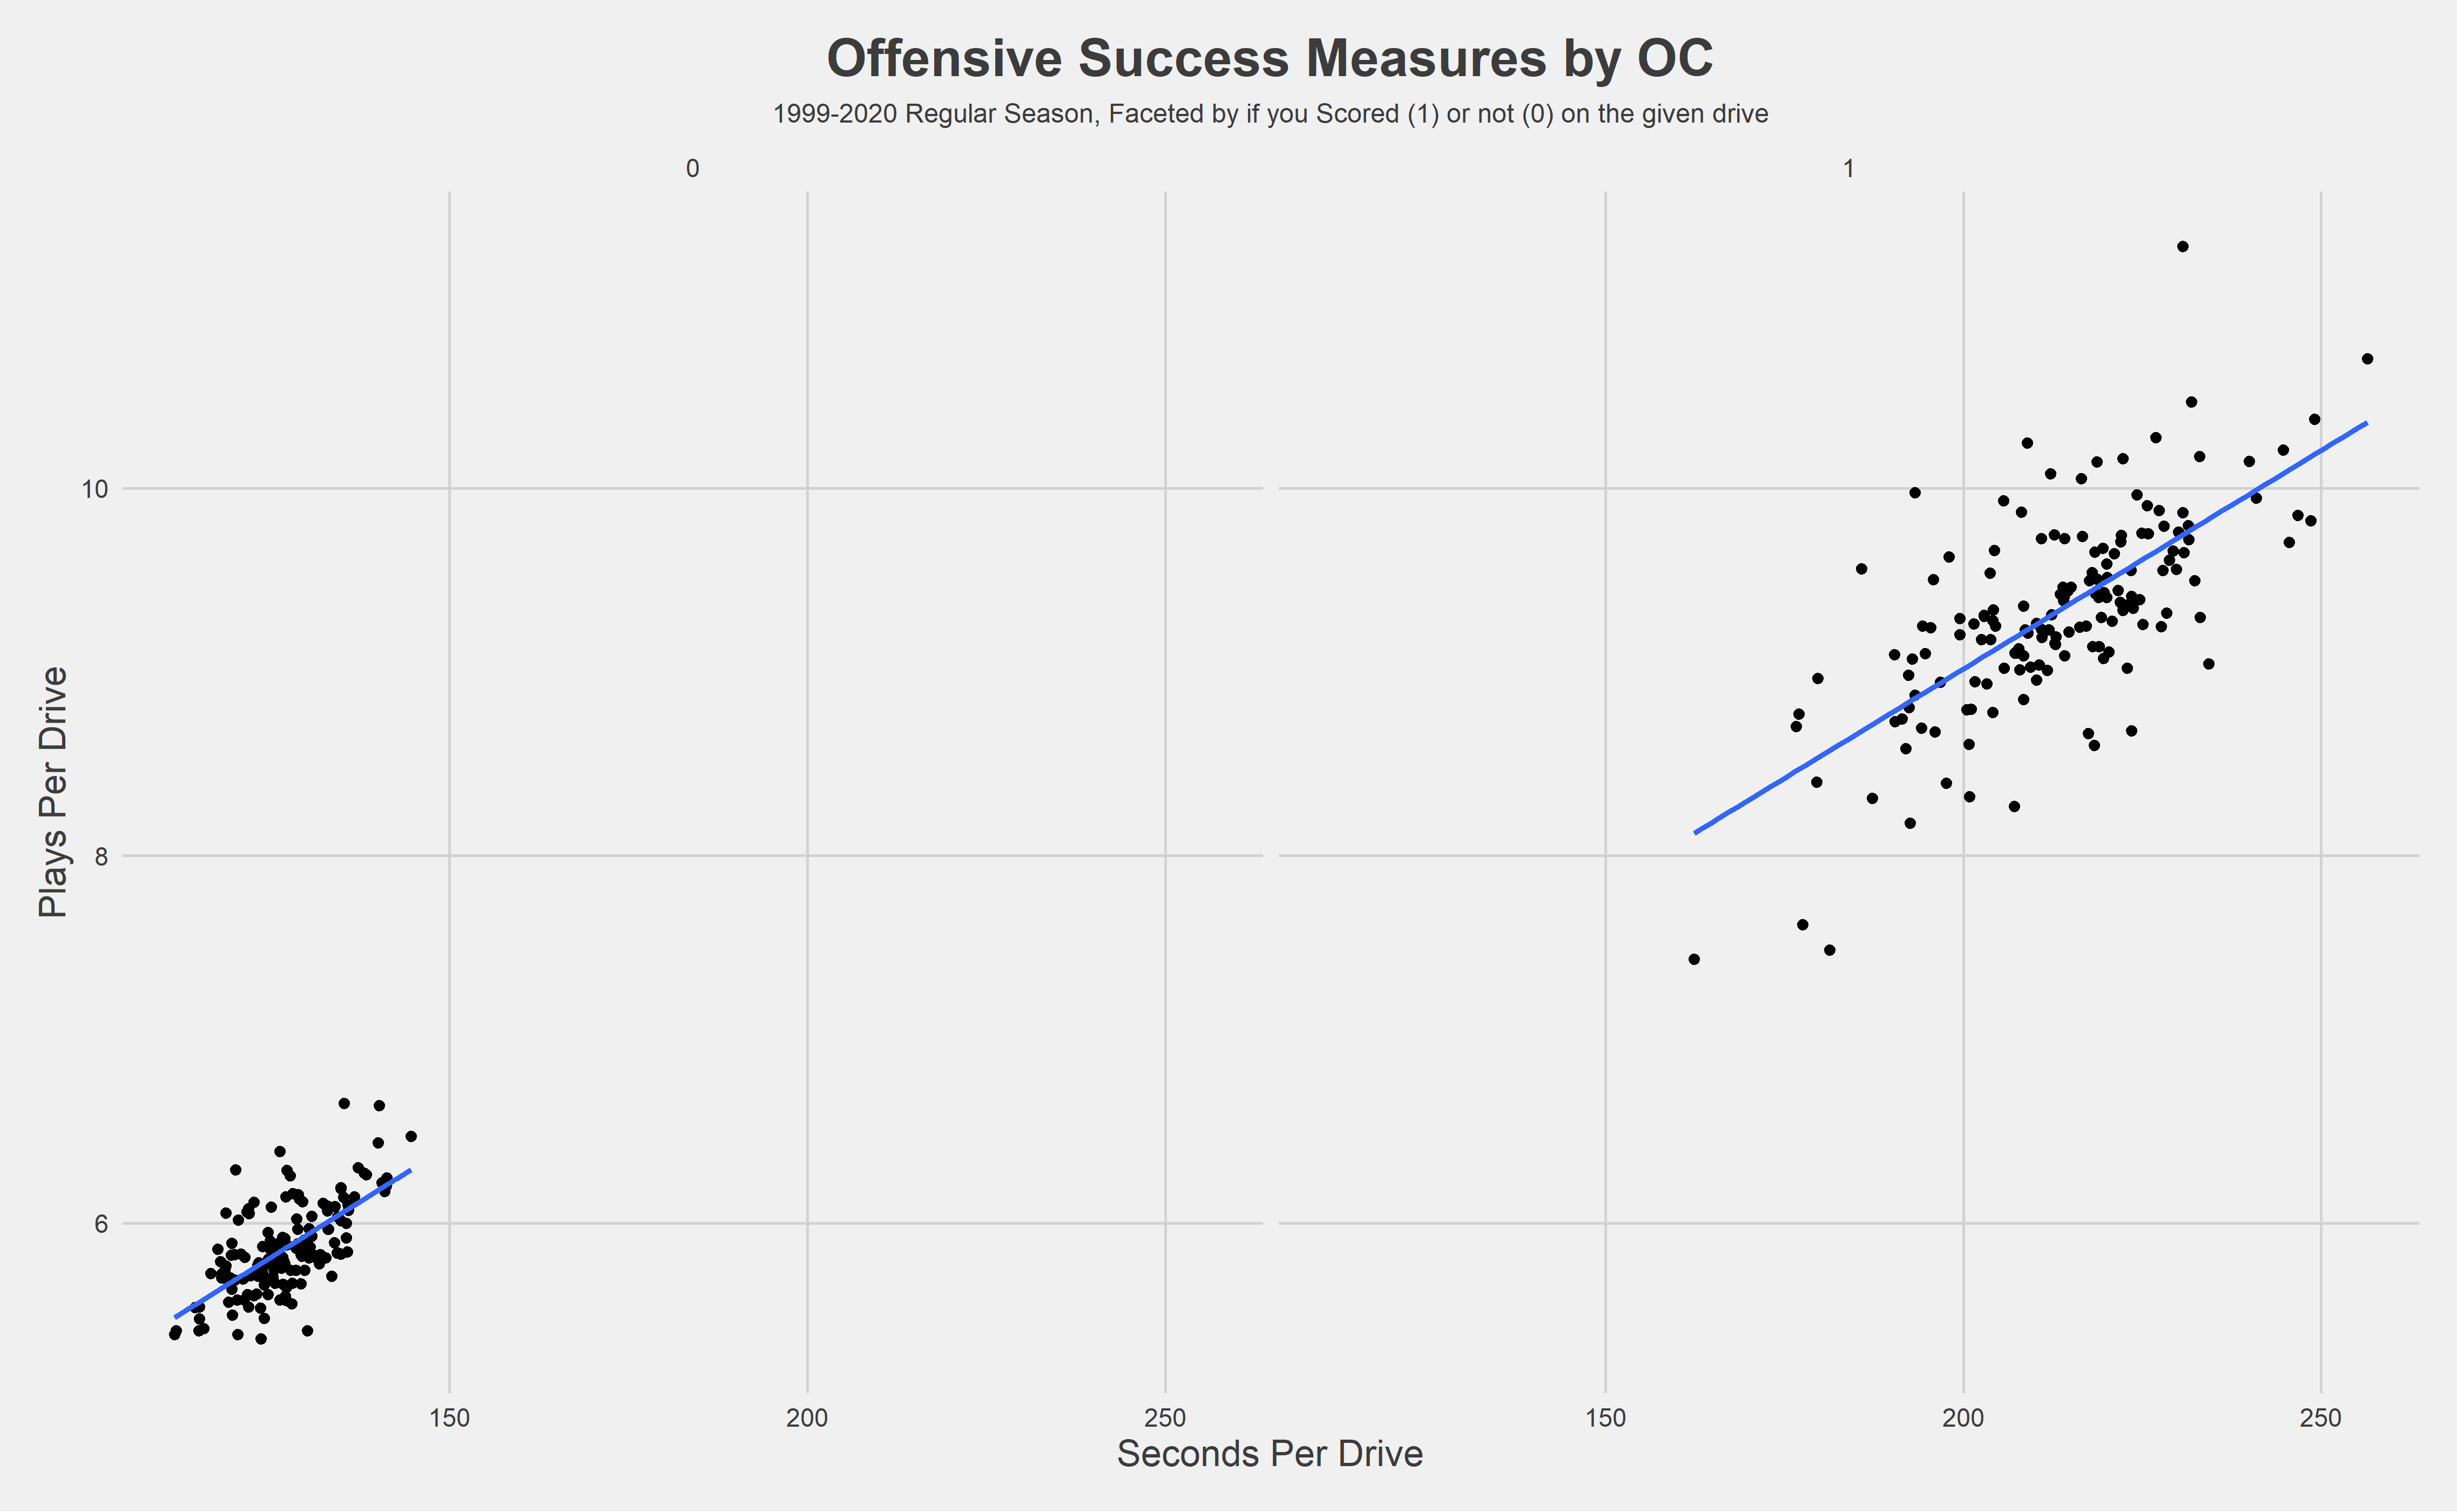 Offensive Success Measures by OC
1999-2020 Regular Season, Faceted by if you Scored (1) or not (0) on the given drive
0
1
10
8
6
Plays Per Drive
150
200
250
150
200
250
Seconds Per Drive